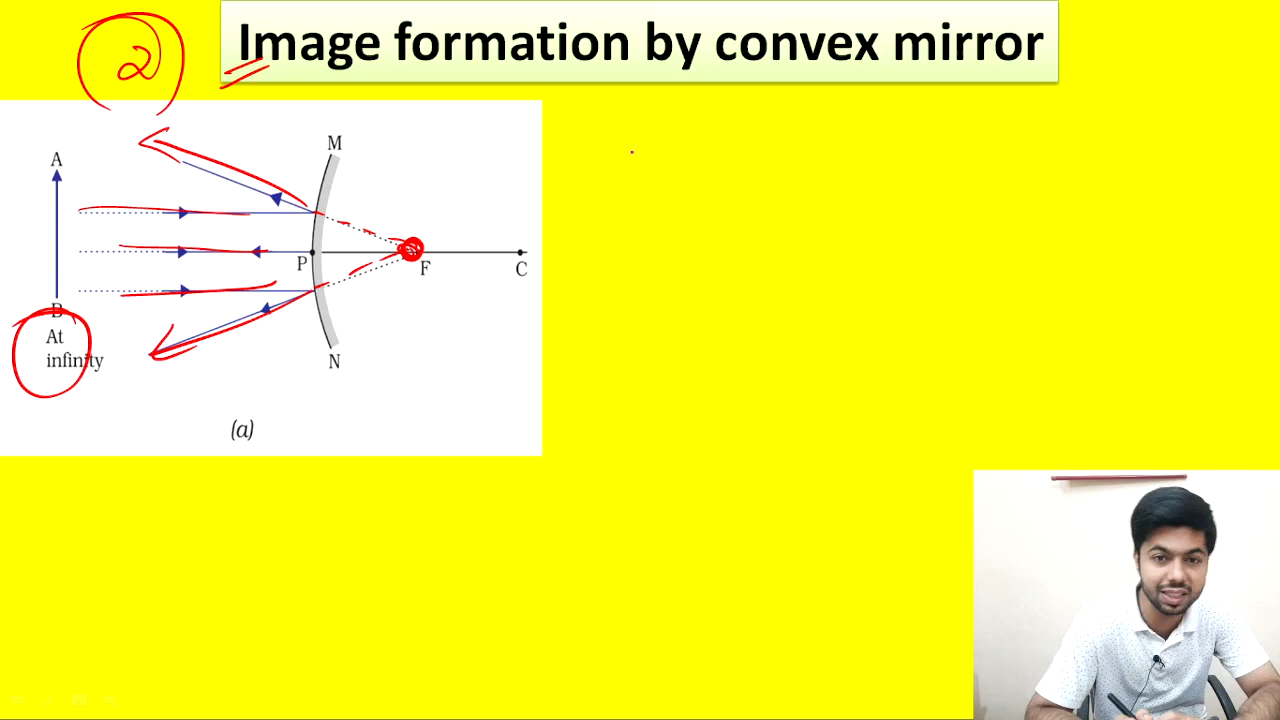 2
Image formation by convex mirror
M
A
P
F
C
B
At
infinity
N
(a)